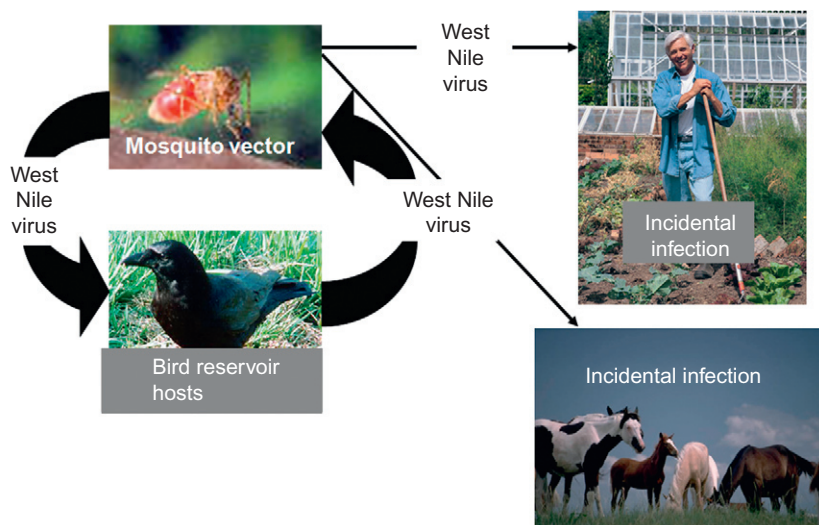 West
Nile
virus
Mosquito vector
West
Nile
virus
West Nile
virus
Incidental
infection
Bird reservoir
hosts
Incidental infection